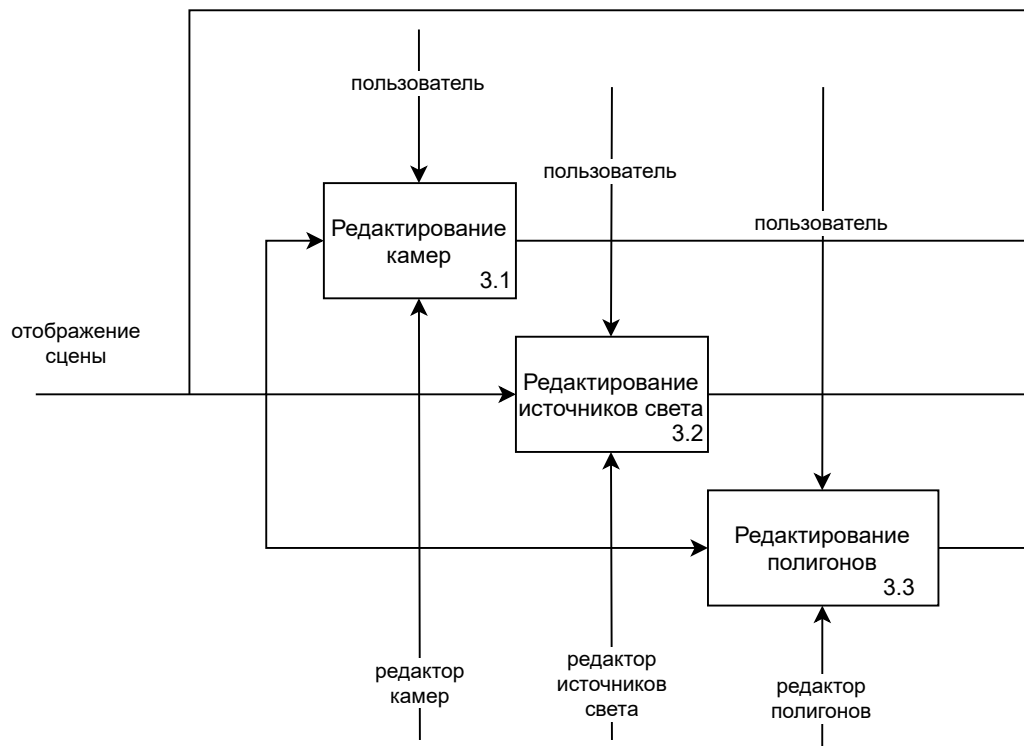 пользователь
пользователь
пользователь
Редактирование
камер
3.1
отображение
сцены
Редактирование
источников света
3.2
Редактирование
полигонов
3.3
редактор
камер
редактор
источников
света
редактор
полигонов